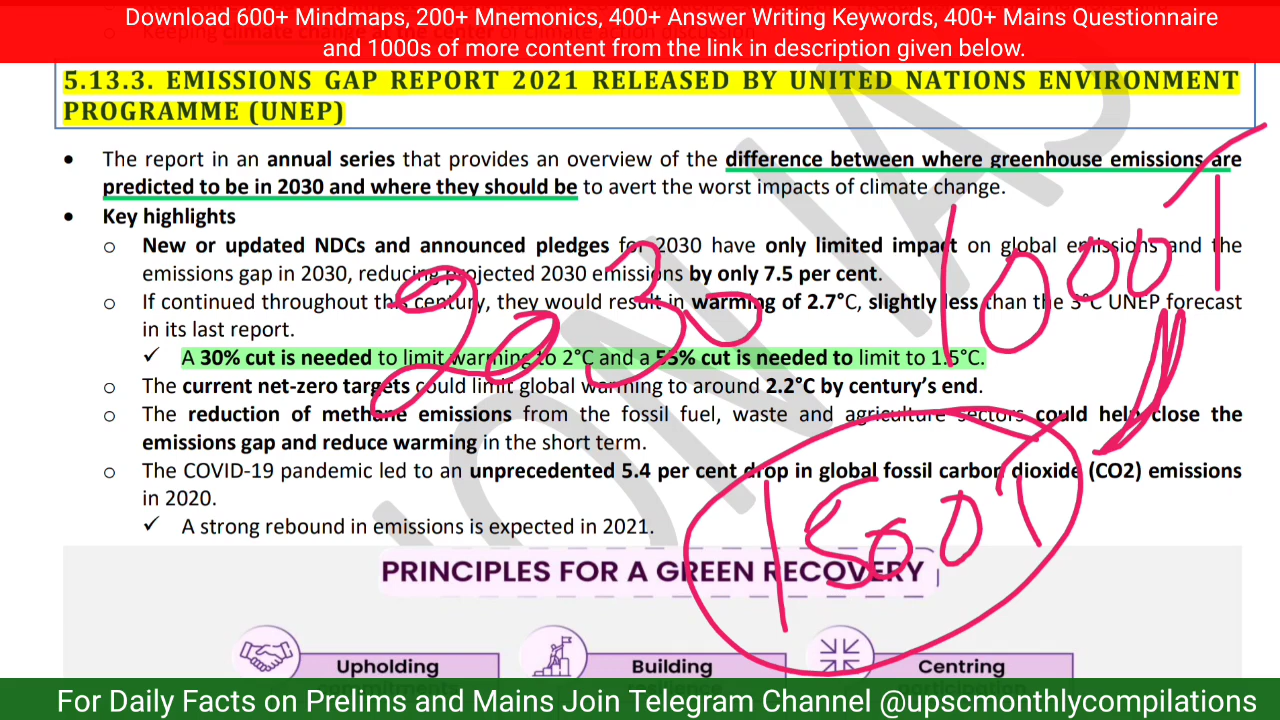 Download 600+ Mindmaps, 200+ Mnemonics, 400+ Answer Writing Keywords, 400+ Mains Questionnaire
and 1000s of more content from the link in description given below.
5.13.3. EMISSIONS GAP REPORT 2021 RELEASED BY UNITED NATIONS ENVIRONMENT
PROGRAMME (UNEP)
• The report in an annual series that provides an overview of the difference between where greenhouse emissions are
predicted to be in 2030 and where they should be to avert the worst impacts of climate change.
• Key highlights
o New or updated NDCs and announced pledges for 2030 have only limited impact on global emissions and the
emissions gap in 2030, reducing projected 2030 emissions by only 7.5 per cent.
o If continued throughout this century, they would result in warming of 2.7°C, slightly less than the 3°C UNEP forecast
in its last report.
✓ A 30% cut is needed to limit warming to 2°C and a 55% cut is needed to limit to 1.5°C.
o The current net-zero targets could limit global warming to around 2.2°C by century's end.
o The reduction of methane emissions from the fossil fuel, waste and agriculture sectors could help close the
emissions gap and reduce warming in the short term.
o The COVID-19 pandemic led to an unprecedented 5.4 per cent drop in global fossil carbon dioxide (CO2) emissions
in 2020.
✓ A strong rebound in emissions is expected in 2021.
2030
1000T
1500T
PRINCIPLES FOR A GREEN RECOVERY
Upholding
Building
Centring
For Daily Facts on Prelims and Mains Join Telegram Channel @upscmonthlycompilations